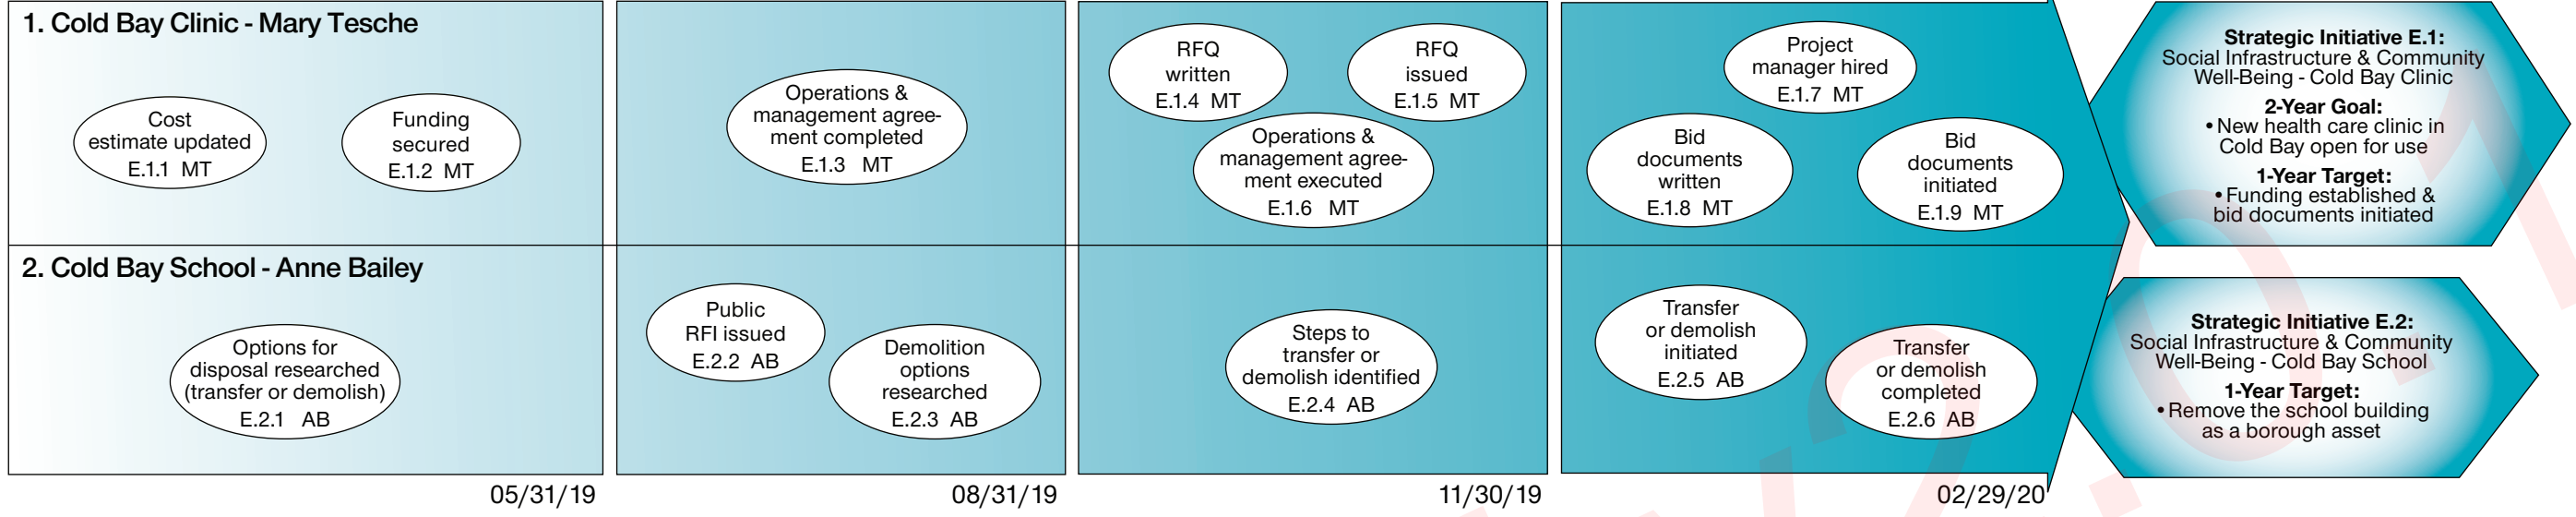 1. Cold Bay Clinic - Mary Tesche
Cost
estimate updated
E.1.1 MT
Funding
secured
E.1.2 MT
Operations &
management agree-
ment completed
E.1.3 MT
RFQ
written
E.1.4 MT
RFQ
issued
E.1.5 MT
Operations &
management agree-
ment executed
E.1.6 MT
Project
manager hired
E.1.7 MT
Bid
documents
written
E.1.8 MT
Bid
documents
initiated
E.1.9 MT
Strategic Initiative E.1:
Social Infrastructure & Community
Well-Being - Cold Bay Clinic
2-Year Goal:
• New health care clinic in
Cold Bay open for use
1-Year Target:
• Funding established &
bid documents initiated
2. Cold Bay School - Anne Bailey
Options for
disposal researched
(transfer or demolish)
E.2.1 AB
Public
RFI issued
E.2.2 AB
Demolition
options
researched
E.2.3 AB
Steps to
transfer or
demolish identified
E.2.4 AB
Transfer
or demolish
initiated
E.2.5 AB
Transfer
or demolish
completed
E.2.6 AB
Strategic Initiative E.2:
Social Infrastructure & Community
Well-Being - Cold Bay School
1-Year Target:
• Remove the school building
as a borough asset
05/31/19
08/31/19
11/30/19
02/29/20